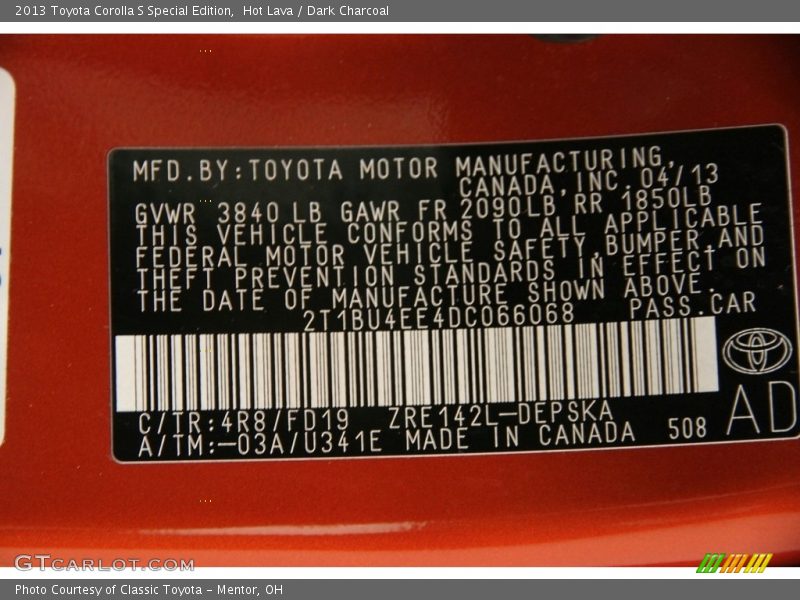 2013 Toyota Corolla S Special Edition,  Hot Lava / Dark Charcoal
MFD.BY:TOYOTA MOTOR MANUFACTURING,
CANADA,INC.04/13
GVWR 3840 LB GAWR FR 2090LB RR 1850LB
THIS VEHICLE CONFORMS TO ALL APPLICABLE
FEDERAL MOTOR VEHICLE SAFETY,BUMPER,AND
THEFT PREVENTION STANDARDS IN EFFECT ON
THE DATE OF MANUFACTURE SHOWN ABOVE.
2T1BU4EE4DC066068 PASS.CAR
C/TR:4R8/FD19 ZRE142L-DEPSKA
A/TM:-03A/U341E MADE IN CANADA 508
AD
GTCARLOT.COM
Photo Courtesy of Classic Toyota - Mentor, OH